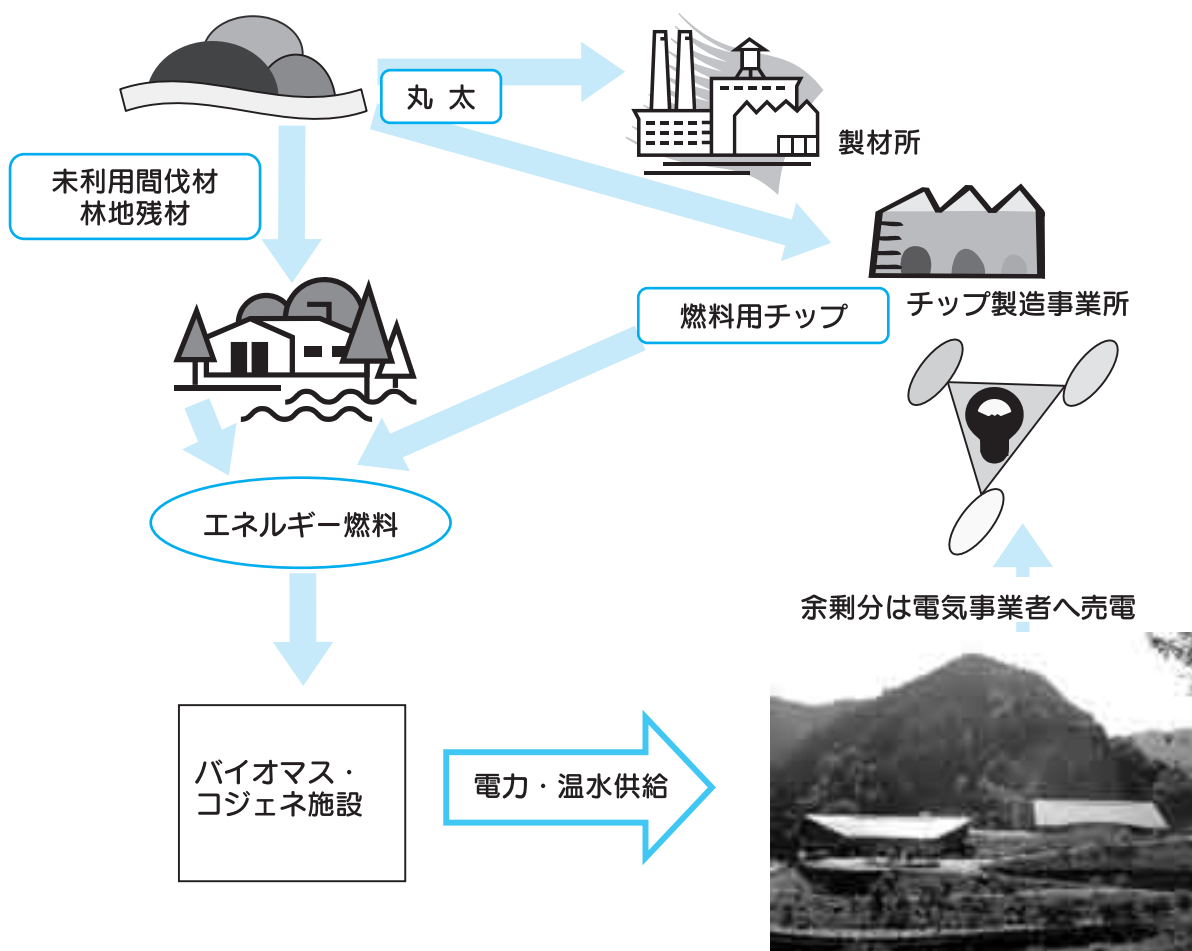 丸 太
製材所
未利用間伐材
林地残材
チップ製造事業所
燃料用チップ
エネルギー燃料
余剰分は電気事業者へ売電
バイオマス・
コジェネ施設
電力・温水供給